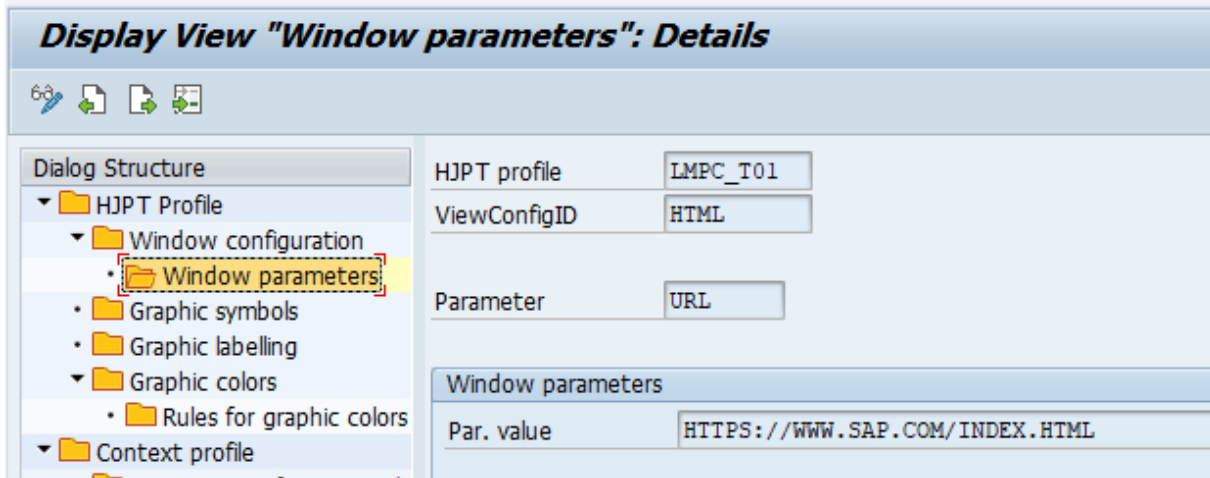 Display View "Window parameters": Details
Dialog Structure
HJPT Profile
Window configuration
Window parameters
Graphic symbols
Graphic labelling
Graphic colors
Rules for graphic colors
Context profile
HJPT profile LMPC_T01
ViewConfigID HTML
Parameter URL
Window parameters
Par. value HTTPS://WWW.SAP.COM/INDEX.HTML